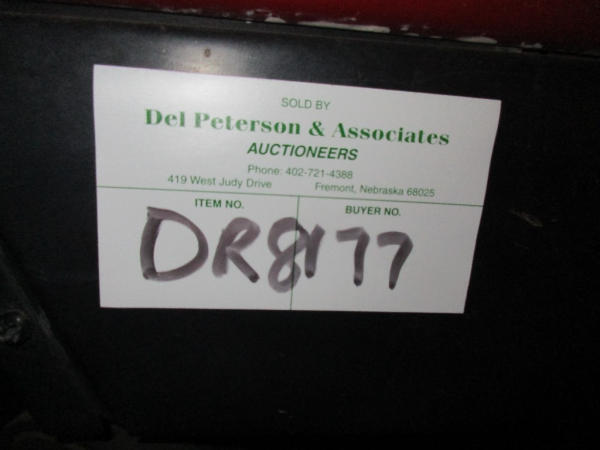 SOLD BY
Del Peterson & Associates
AUCTIONEERS
Phone: 402-721-4388
419 West Judy Drive Fremont, Nebraska 68025
ITEM NO. BUYER NO.
DR8177